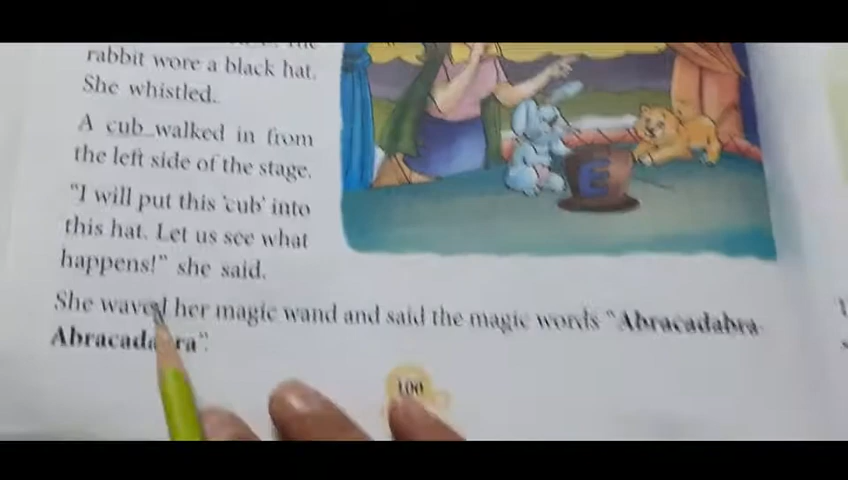 rabbit wore a black hat.
She whistled.
A cub walked in from
the left side of the stage.
"I will put this 'cub' into
this hat. Let us see what
happens!" she said.
E
She waved her magic wand and said the magic words "Abracadabra
Abracadabra".
100